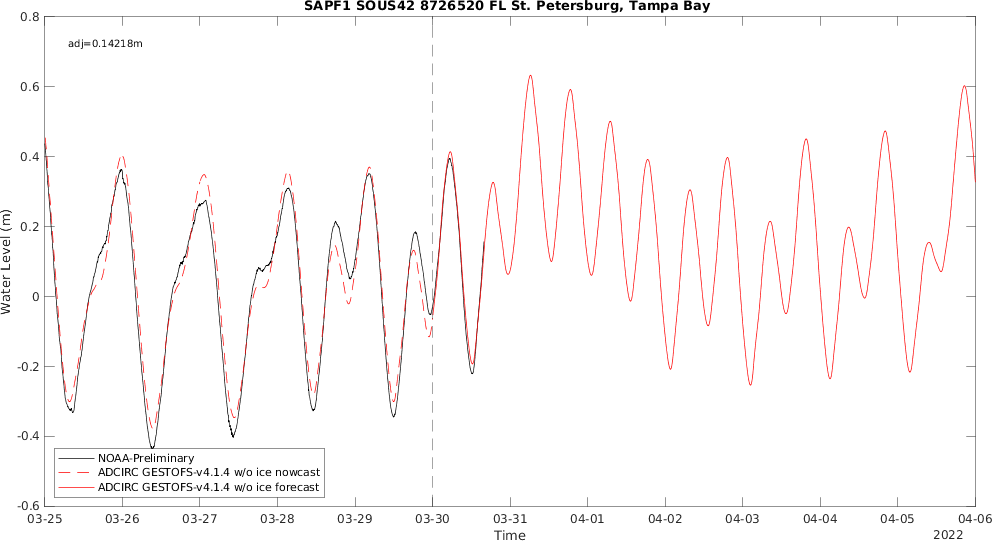 SAPF1 SOUS42 8726520 FL St. Petersburg, Tampa Bay
adj=0.14218m
Water Level (m)
0.8
0.6
0.4
0.2
0
-0.2
-0.4
-0.6
NOAA-Preliminary
ADCIRC GESTOFS-v4.1.4 w/o ice nowcast
ADCIRC GESTOFS-v4.1.4 w/o ice forecast
03-25 03-26 03-27 03-28 03-29 03-30 03-31 04-01 04-02 04-03 04-04 04-05 04-06
Time
2022